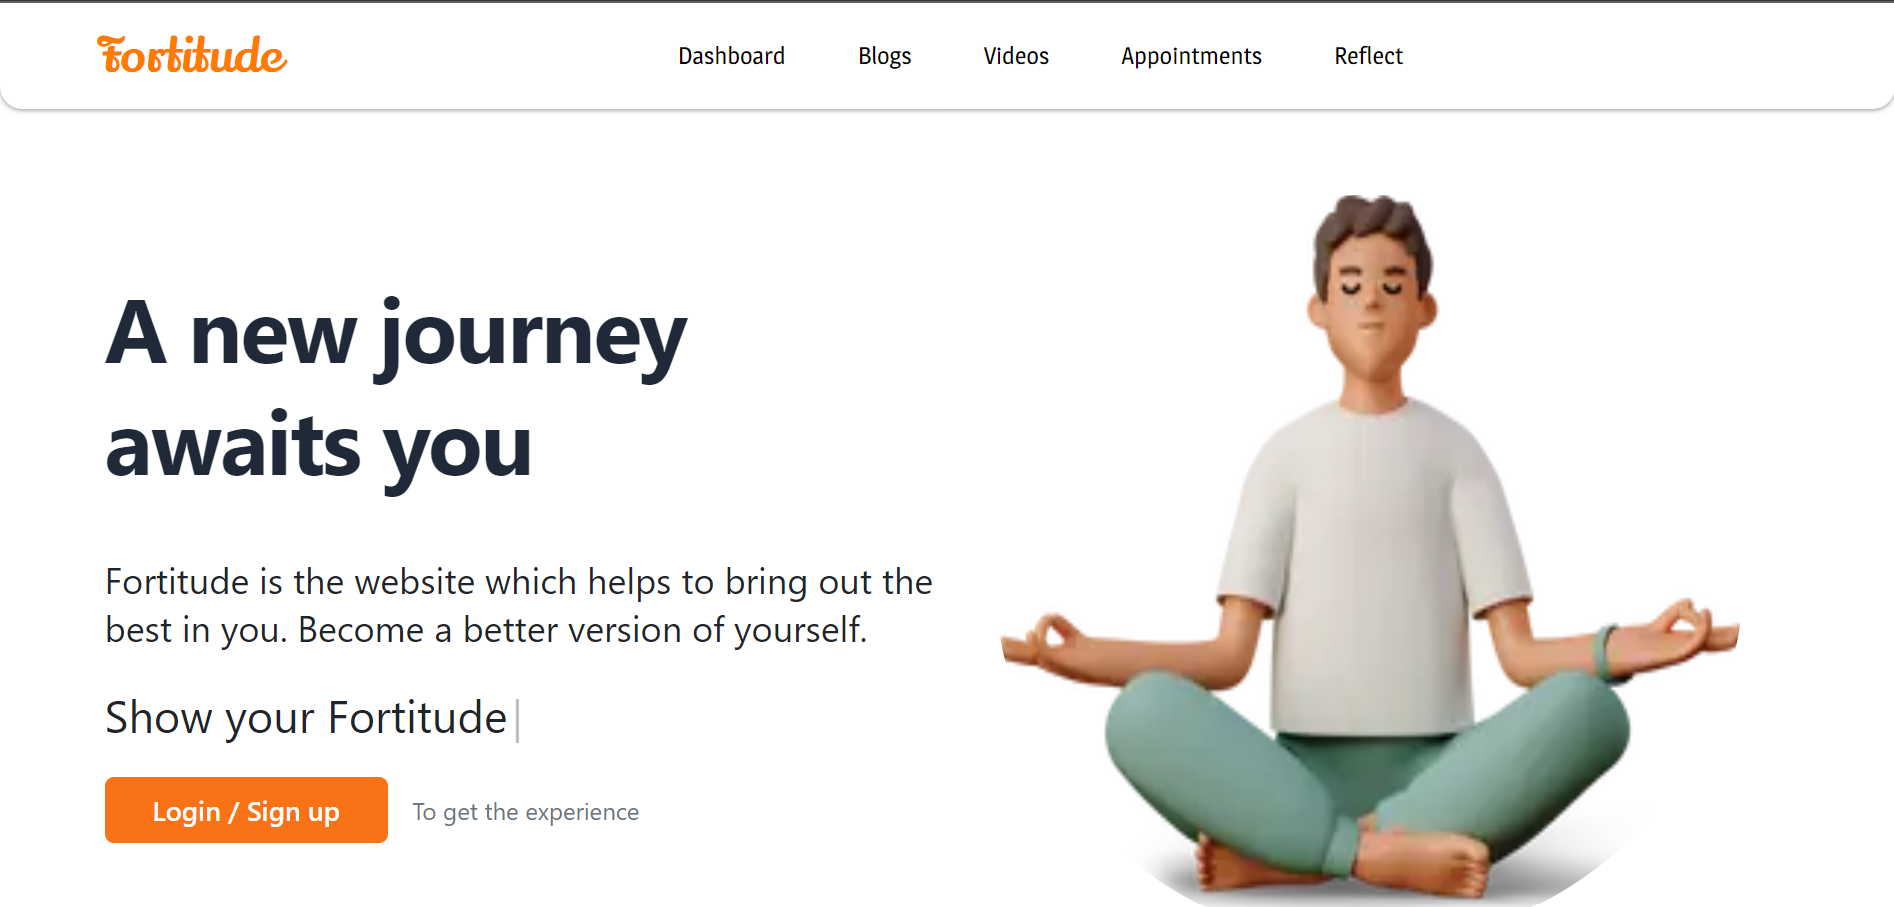 Fortitude
Dashboard Blogs Videos Appointments Reflect
A new journey
awaits you
Fortitude is the website which helps to bring out the
best in you. Become a better version of yourself.
Show your Fortitude|
Login / Sign up To get the experience